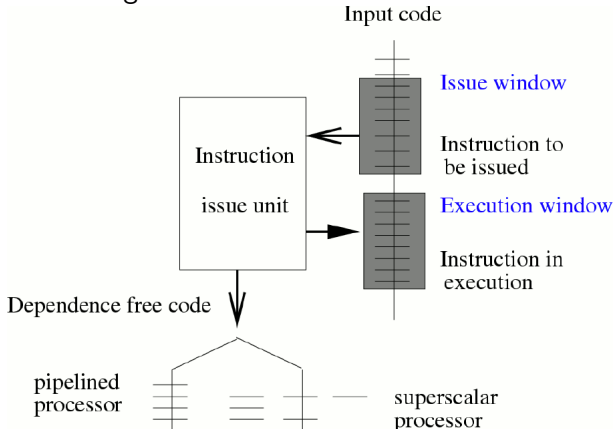 Input code
Issue window
Instruction
issue unit
Instruction to
be issued
Execution window
Instruction in
execution
Dependence free code
pipelined
processor
superscalar
processor